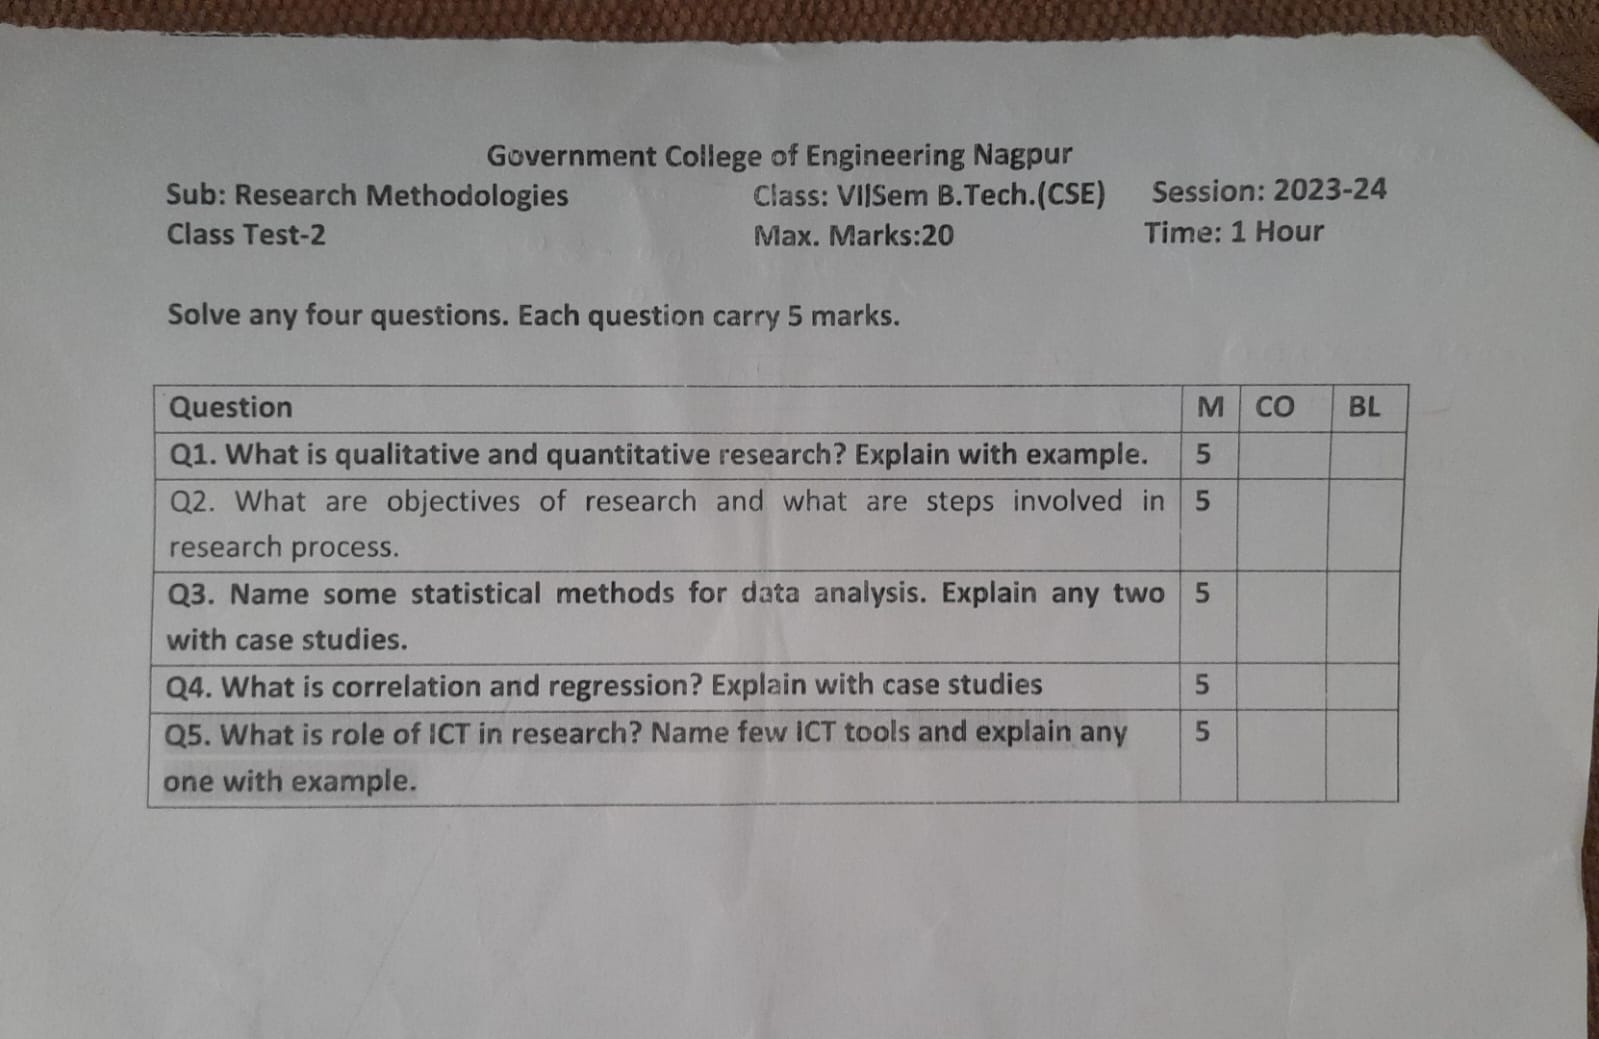 Government College of Engineering Nagpur
Sub: Research Methodologies Class: VIISem B.Tech.(CSE) Session: 2023-24
Class Test-2 Max. Marks:20 Time: 1 Hour
Solve any four questions. Each question carry 5 marks.
Question M CO BL
Q1. What is qualitative and quantitative research? Explain with example. 5
Q2. What are objectives of research and what are steps involved in 5
research process.
Q3. Name some statistical methods for data analysis. Explain any two 5
with case studies.
Q4. What is correlation and regression? Explain with case studies 5
Q5. What is role of ICT in research? Name few ICT tools and explain any 5
one with example.